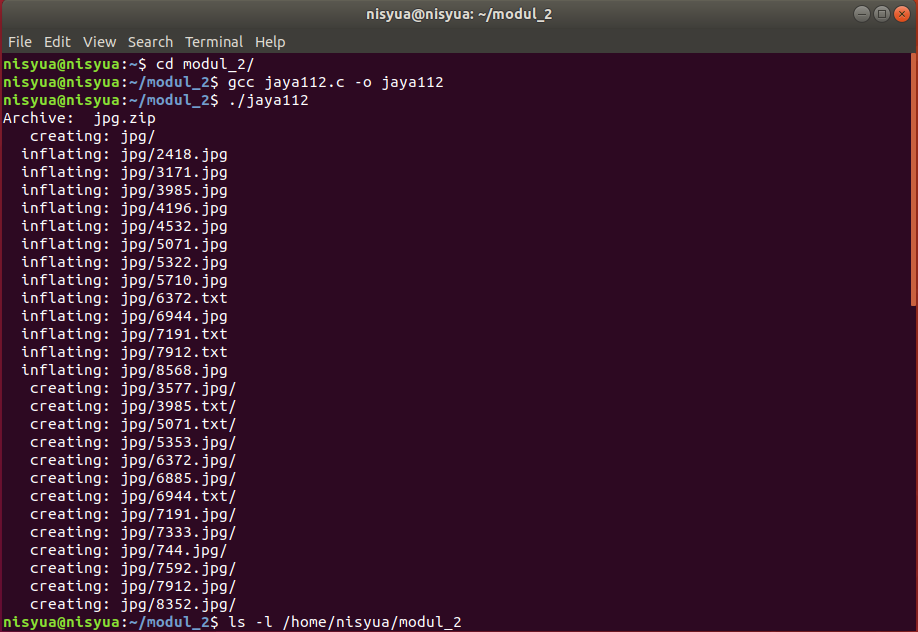 nisyua@nisyua: ~/modul_2
File Edit View Search Terminal Help
nisyua@nisyua:~$ cd modul_2/
nisyua@nisyua:~/modul_2$ gcc jaya112.c -o jaya112
nisyua@nisyua:~/modul_2$ ./jaya112
Archive:  jpg.zip
   creating: jpg/
  inflating: jpg/2418.jpg
  inflating: jpg/3171.jpg
  inflating: jpg/3985.jpg
  inflating: jpg/4196.jpg
  inflating: jpg/4532.jpg
  inflating: jpg/5071.jpg
  inflating: jpg/5322.jpg
  inflating: jpg/5710.jpg
  inflating: jpg/6372.txt
  inflating: jpg/6944.jpg
  inflating: jpg/7191.txt
  inflating: jpg/7912.txt
  inflating: jpg/8568.jpg
   creating: jpg/3577.jpg/
   creating: jpg/3985.txt/
   creating: jpg/5071.txt/
   creating: jpg/5353.jpg/
   creating: jpg/6372.jpg/
   creating: jpg/6885.jpg/
   creating: jpg/6944.txt/
   creating: jpg/7191.jpg/
   creating: jpg/7333.jpg/
   creating: jpg/744.jpg/
   creating: jpg/7592.jpg/
   creating: jpg/7912.jpg/
   creating: jpg/8352.jpg/
nisyua@nisyua:~/modul_2$ ls -l /home/nisyua/modul_2